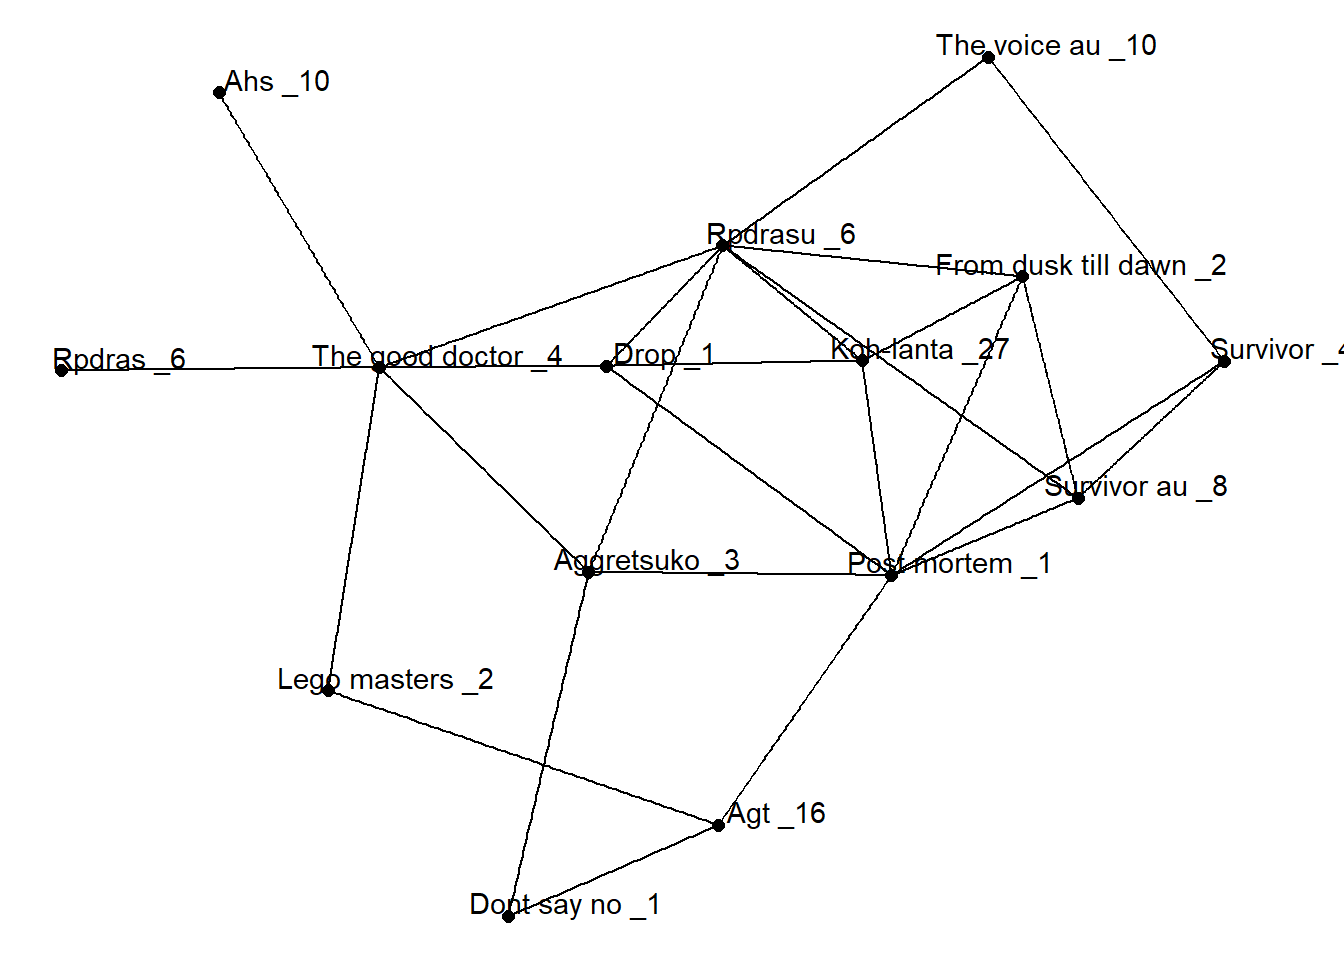 The voice au _10
Ahs _10
Rpdrasu _6
From dusk till dawn _2
Rpdras _6
The good doctor _4
Drop _1
Koh-lanta _27
Survivor _4
Survivor au _8
Aggretsuko _3
Post mortem _1
Lego masters _2
Agt _16
Dont say no _1